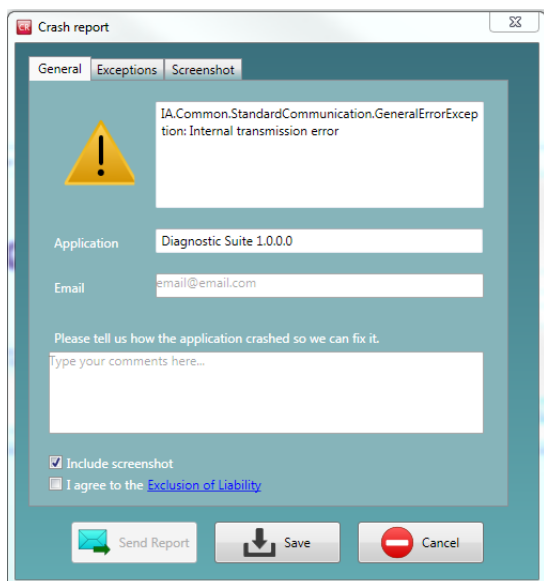 CR Crash report
General Exceptions Screenshot
IA.Common.StandardCommunication.GeneralErrorExcep
tion: Internal transmission error
Application Diagnostic Suite 1.0.0.0
Email email@email.com
Please tell us how the application crashed so we can fix it.
Type your comments here...
Include screenshot
I agree to the Exclusion of Liability
Send Report Save Cancel